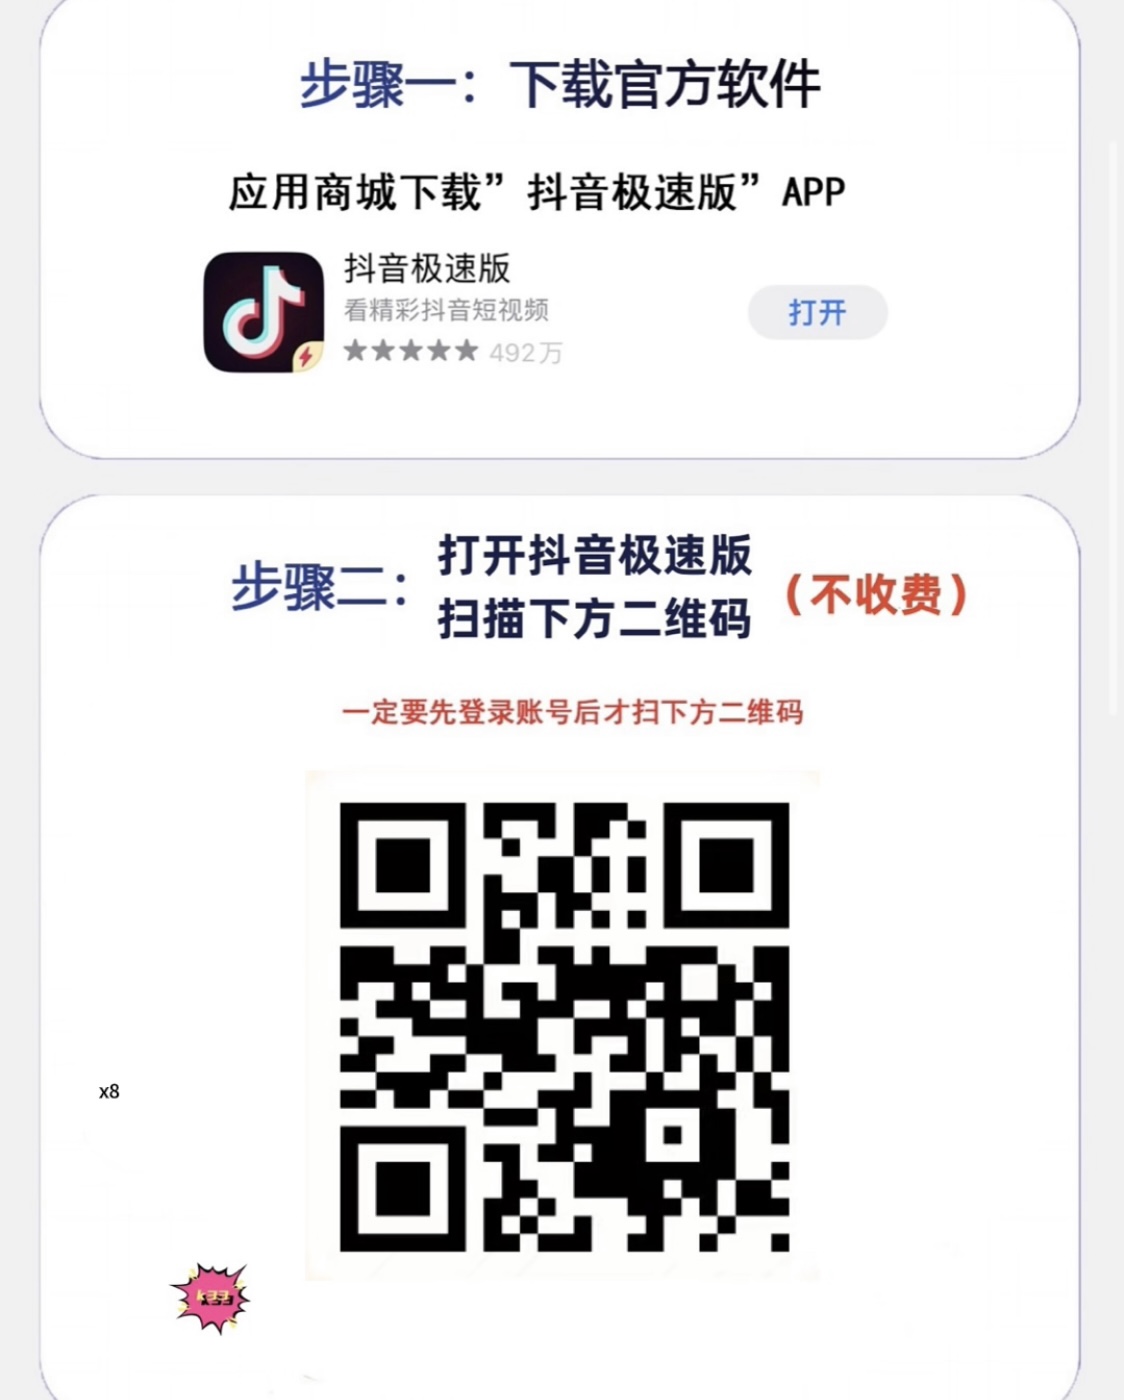 步骤一：下载官方软件
应用商城下载”抖音极速版”APP
抖音极速版
看精彩抖音短视频
★★★★★ 492万
打开
步骤二：
打开抖音极速版
扫描下方二维码
（不收费）
一定要先登录账号后才扫下方二维码
x8
k33